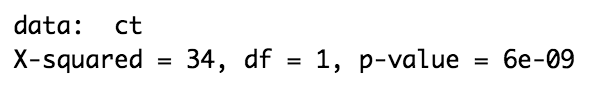 data:  ct
X-squared = 34, df = 1, p-value = 6e-09